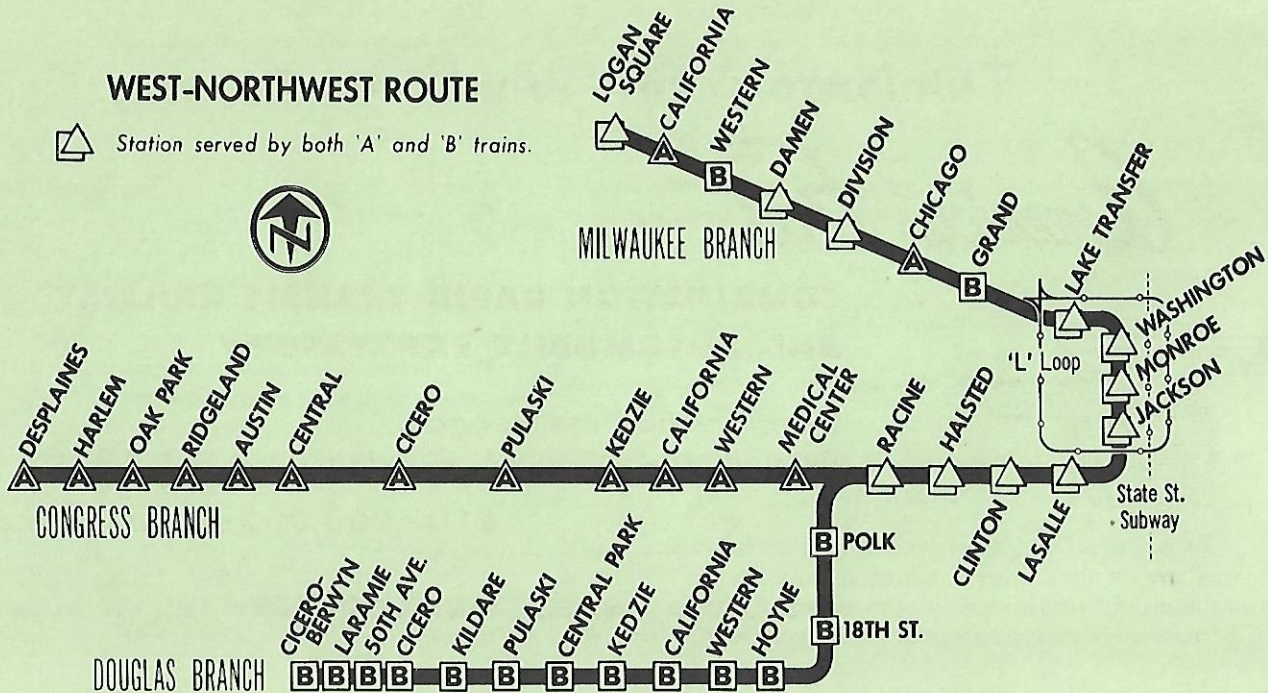 WEST-NORTHWEST ROUTE
Station served by both 'A' and 'B' trains.
N
LOGAN
SQUARE
CALIFORNIA
A
WESTERN
B
DAMEN
DIVISION
CHICAGO
A
GRAND
B
LAKE TRANSFER
WASHINGTON
MONROE
JACKSON
MILWAUKEE BRANCH
'L' Loop
State St.
Subway
DESPLAINES
A
HARLEM
A
OAK PARK
A
RIDGELAND
A
AUSTIN
A
CENTRAL
A
CICERO
A
PULASKI
A
KEDZIE
A
CALIFORNIA
A
WESTERN
A
MEDICAL
CENTER
A
RACINE
HALSTED
CLINTON
LASALLE
CONGRESS BRANCH
B POLK
B 18TH ST.
CICERO-
BERWYN
B
LARAMIE
B
50TH AVE.
B
CICERO
B
KILDARE
B
PULASKI
B
CENTRAL PARK
B
KEDZIE
B
CALIFORNIA
B
WESTERN
B
HOYNE
B
DOUGLAS BRANCH